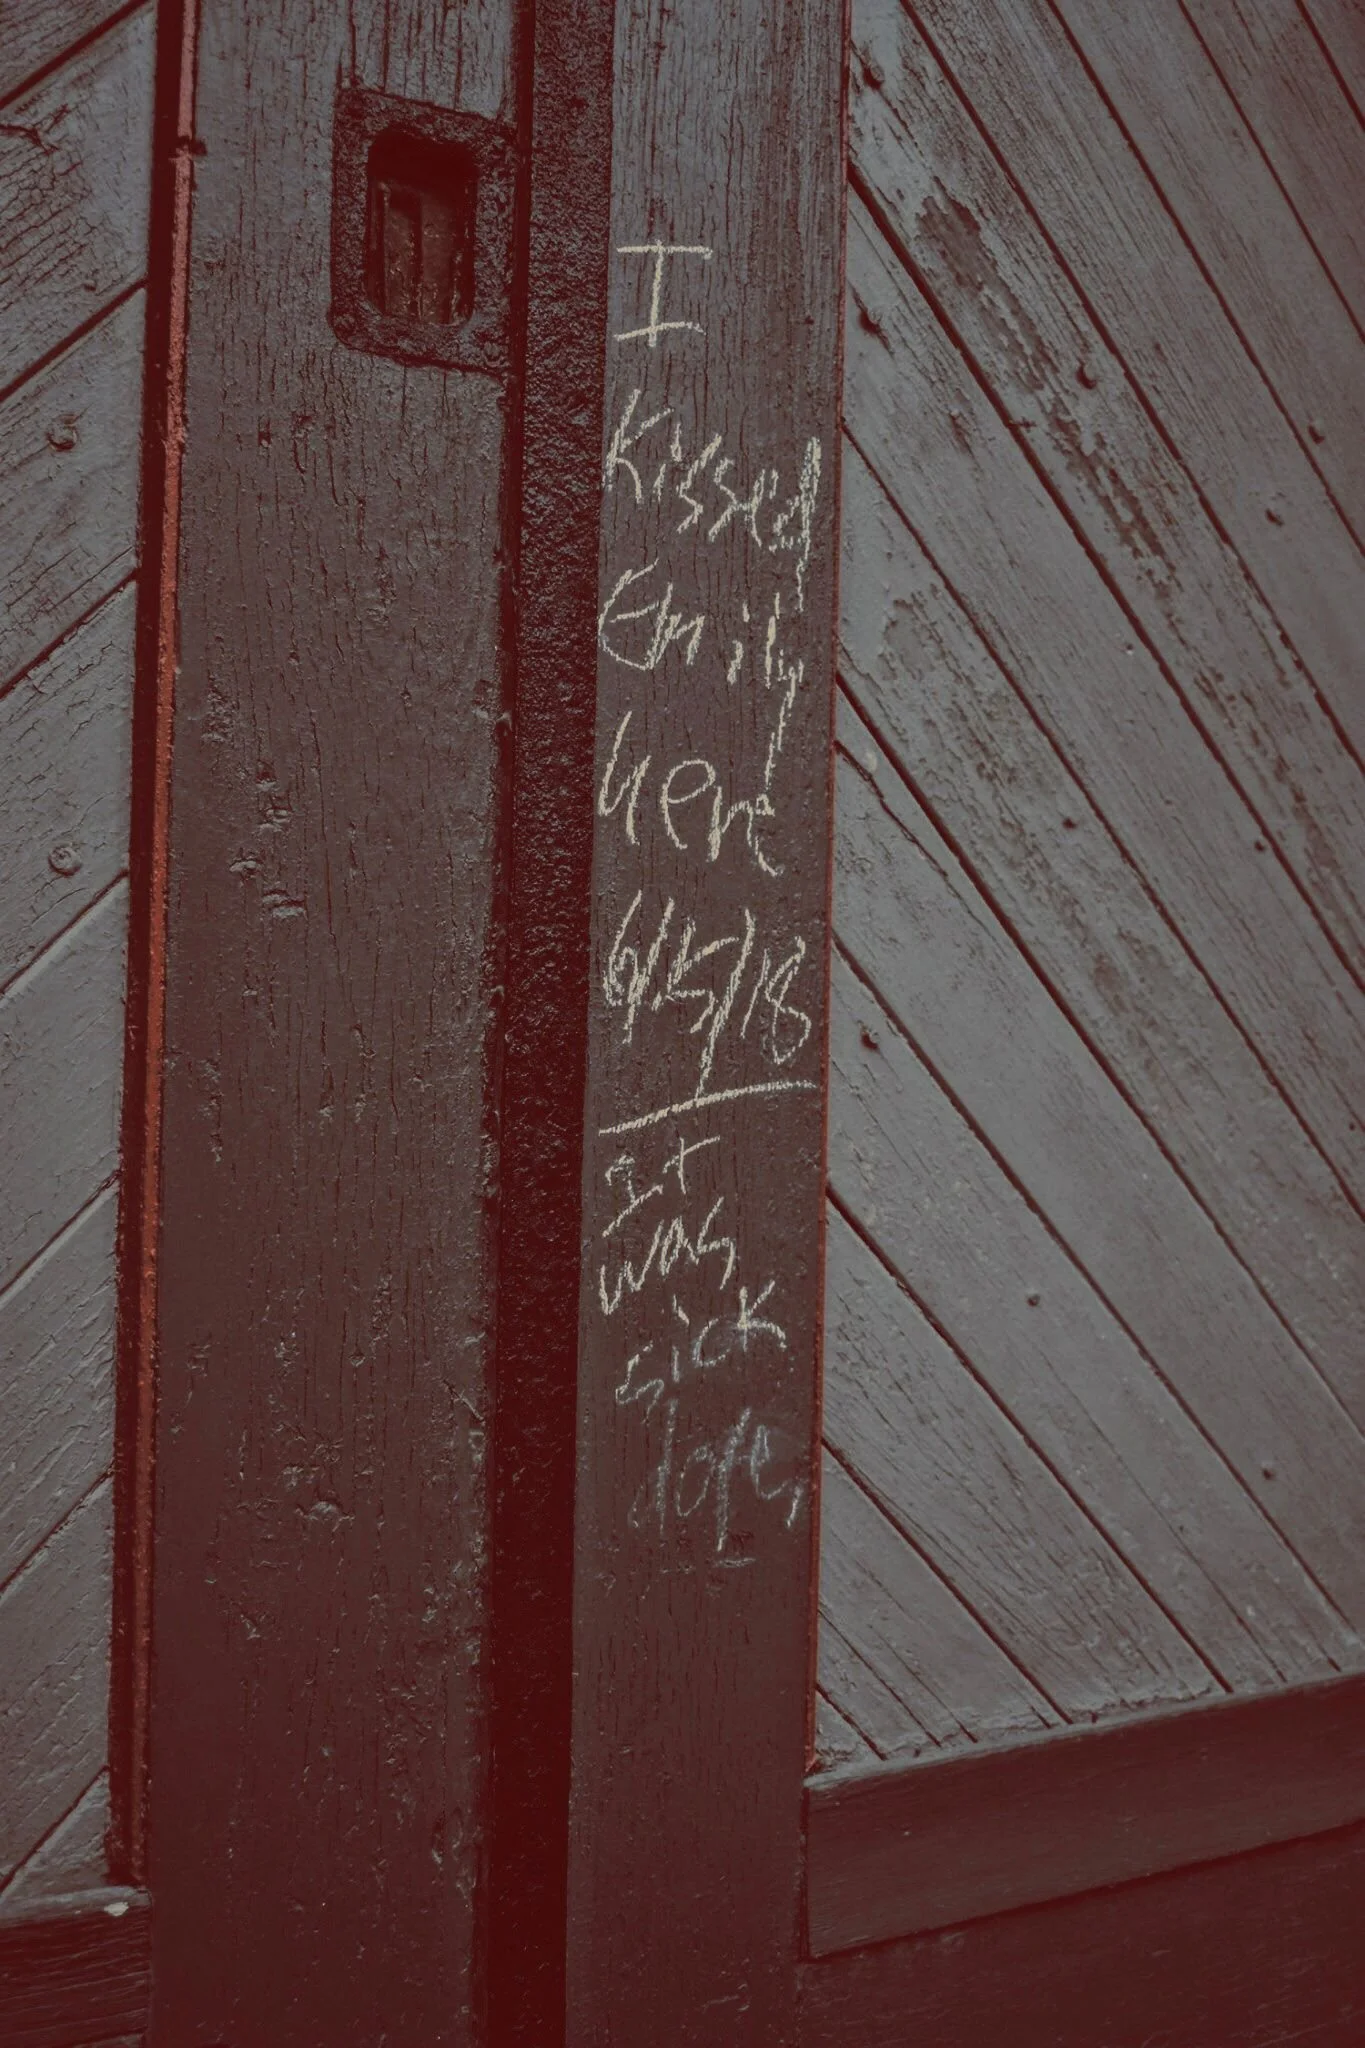 I
Kissed
Emily
here
6/15/18
It
was
sick
dope